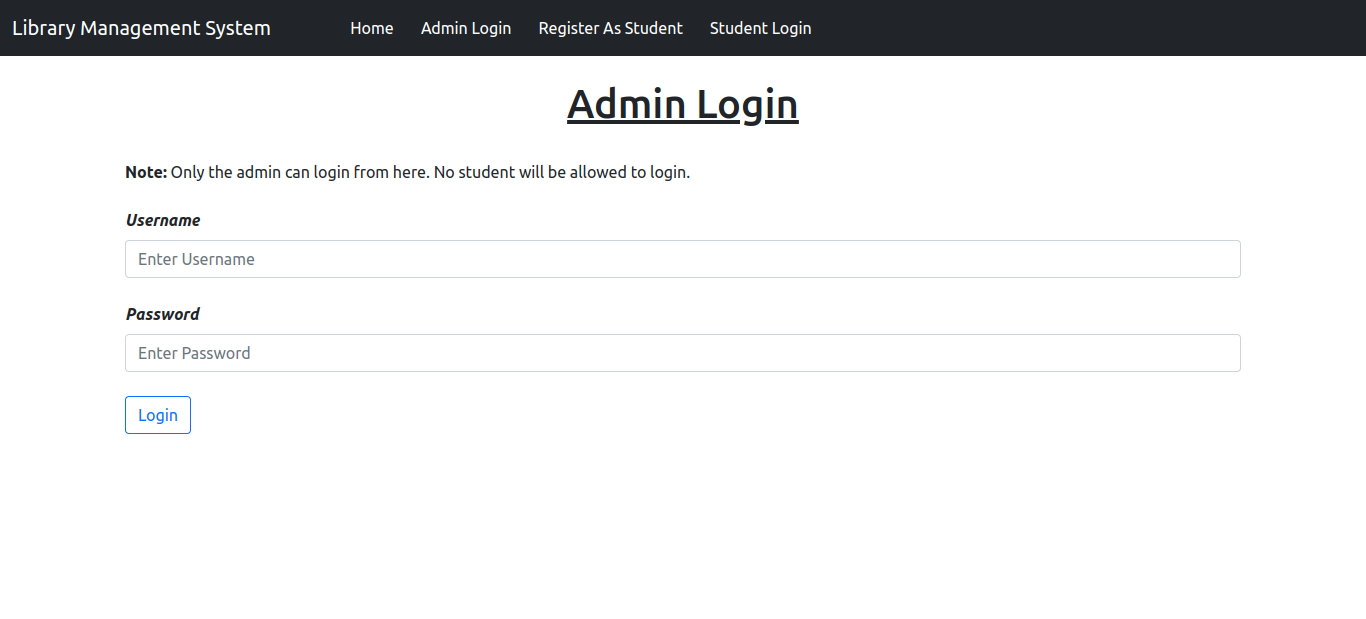 Library Management System Home Admin Login Register As Student Student Login
Admin Login
Note: Only the admin can login from here. No student will be allowed to login.
Username
Enter Username
Password
Enter Password
Login